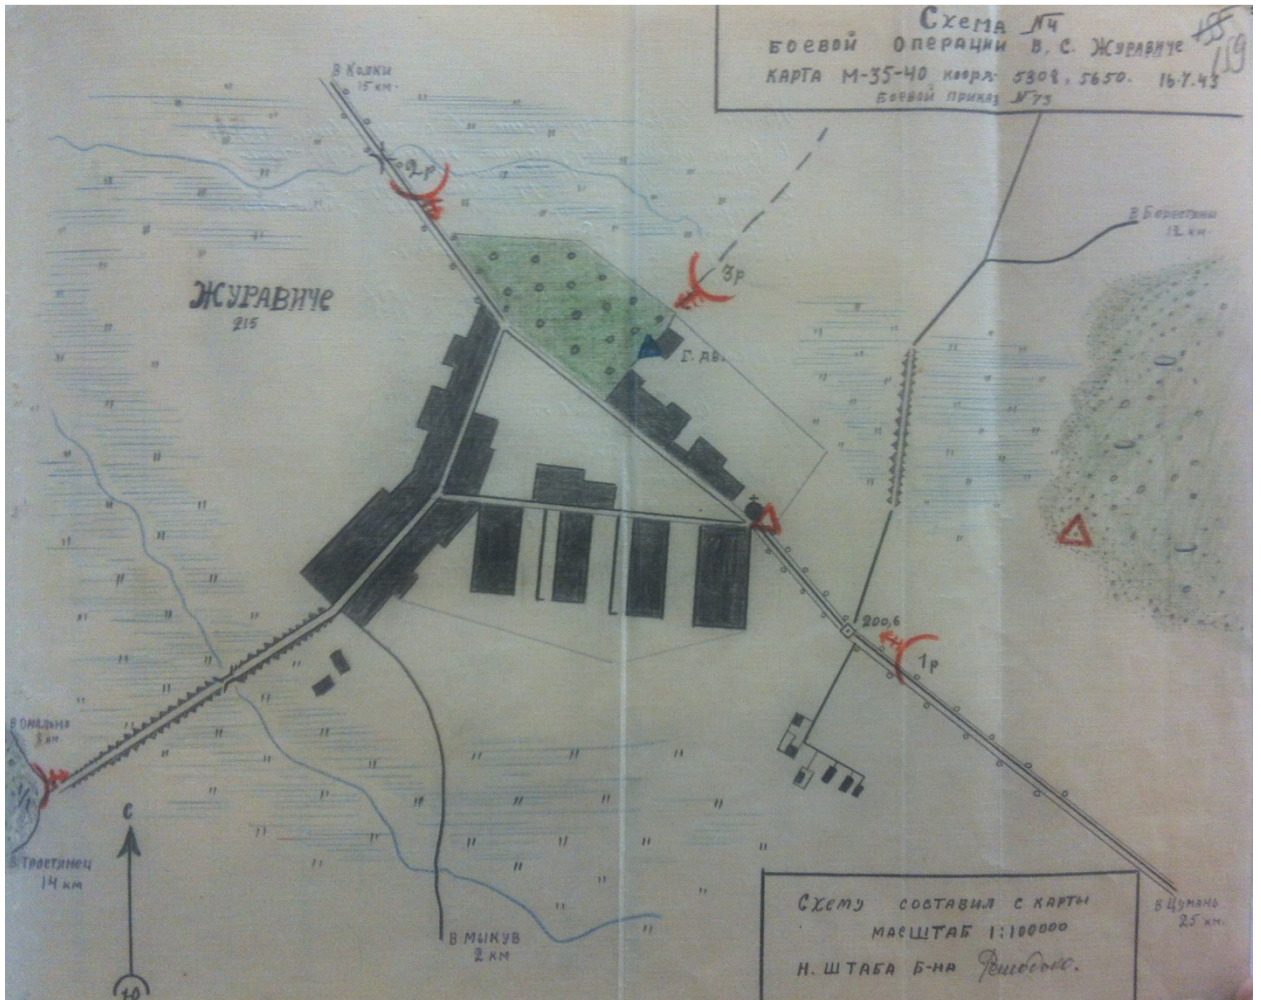 Схема №4
боевой операции в. с. Журавиче
карта М-35-40 коорд. 5308, 5650. 16.7.43
боевой приказ №73
159
в Колки
15 км.
2р
в Берестяны
12 км.
3р
Журавиче
215
Г. дв.
200,6
1р
в Омельно
км.
С
в Тростянец
14 км
в Мыкув
2 км
в Цумань
25 км.
Ю
Схему составил с карты
масштаб 1:100000
н. штаба б-на